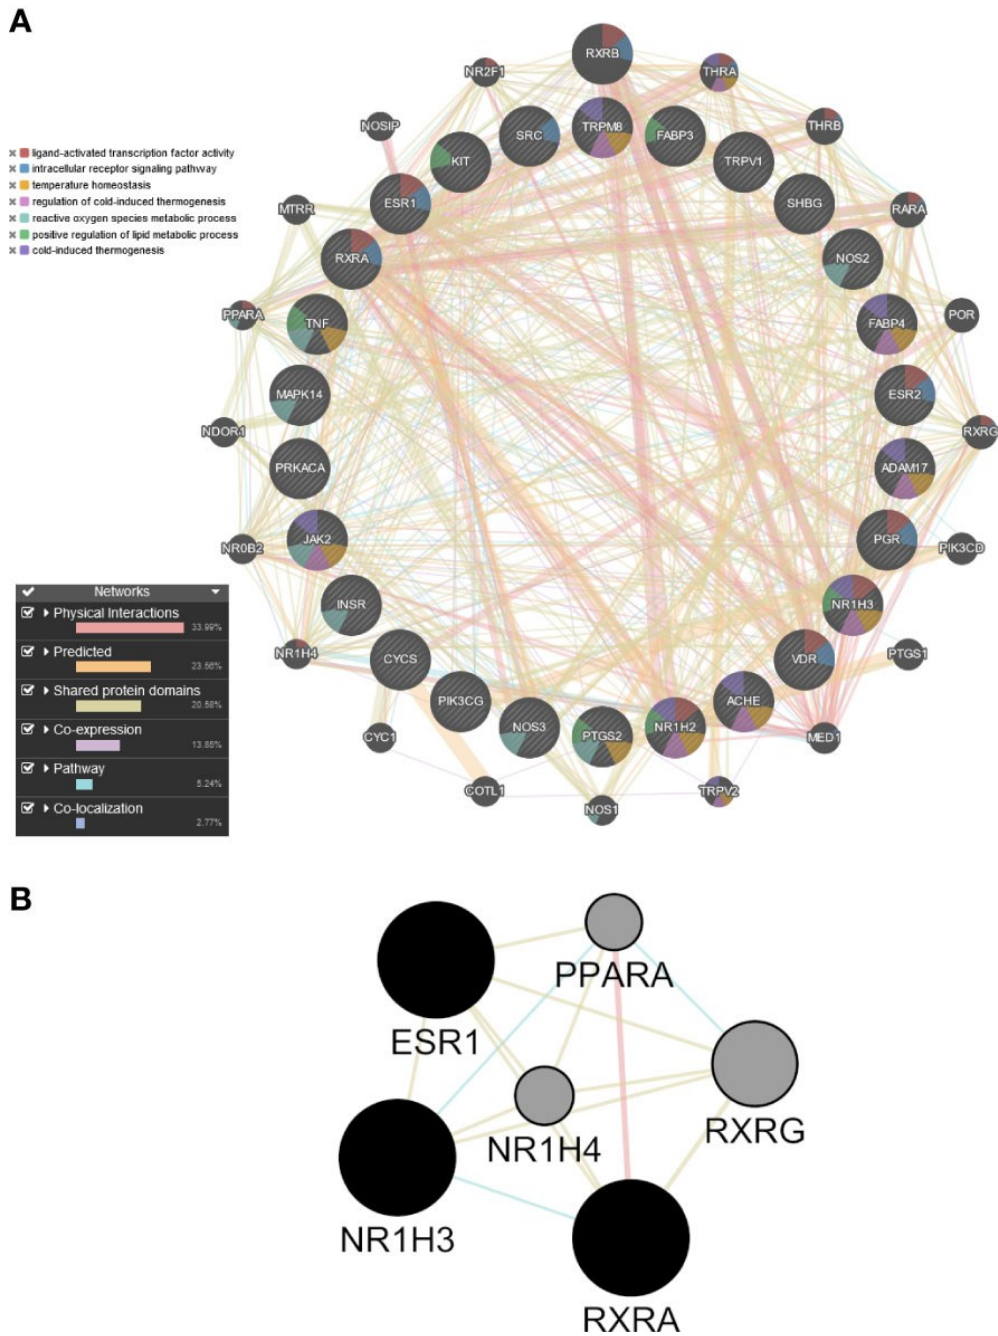 A
RXRB
NR2F1
THRA
NOSIP
SRC
TRPM8
FABP3
THRB
KIT
TRPV1
ligand-activated transcription factor activity
intracellular receptor signaling pathway
temperature homeostasis
regulation of cold-induced thermogenesis
reactive oxygen species metabolic process
positive regulation of lipid metabolic process
cold-induced thermogenesis
MTRR
ESR1
SHBG
RARA
RXRA
NOS2
PPARA
TNF
FABP4
POR
MAPK14
ESR2
NDOR1
RXRG
PRKACA
ADAM17
NR0B2
JAK2
PGR
PIK3CD
INSR
NR1H3
NR1H4
CYCS
VDR
PTGS1
PIK3CG
NOS3
PTGS2
NR1H2
ACHE
CYC1
MED1
COTL1
NOS1
TRPV2
Networks
Physical Interactions
33.99%
Predicted
23.56%
Shared protein domains
20.58%
Co-expression
13.85%
Pathway
5.24%
Co-localization
2.77%
B
PPARA
ESR1
RXRG
NR1H4
NR1H3
RXRA